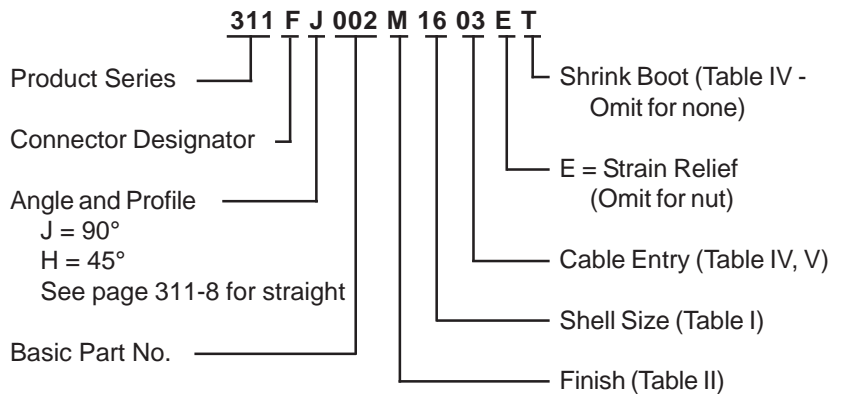 311 F J 002 M 16 03 E T
Product Series
Connector Designator
Angle and Profile
J = 90°
H = 45°
See page 311-8 for straight
Basic Part No.
Shrink Boot (Table IV -
Omit for none)
E = Strain Relief
(Omit for nut)
Cable Entry (Table IV, V)
Shell Size (Table I)
Finish (Table II)